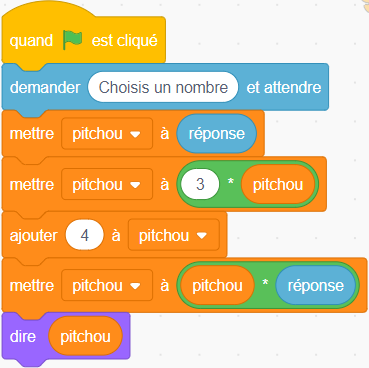 quand est cliqué
demander Choisis un nombre et attendre
mettre pitchou à réponse
mettre pitchou à 3 * pitchou
ajouter 4 à pitchou
mettre pitchou à pitchou * réponse
dire pitchou